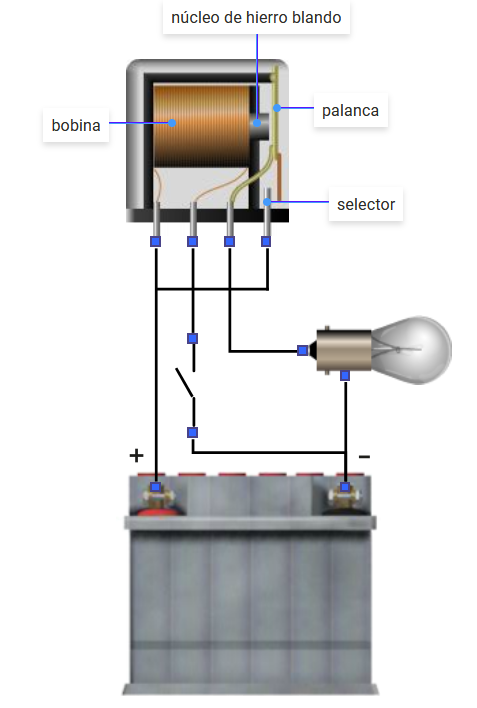 núcleo de hierro blando
palanca
bobina
selector
+ −